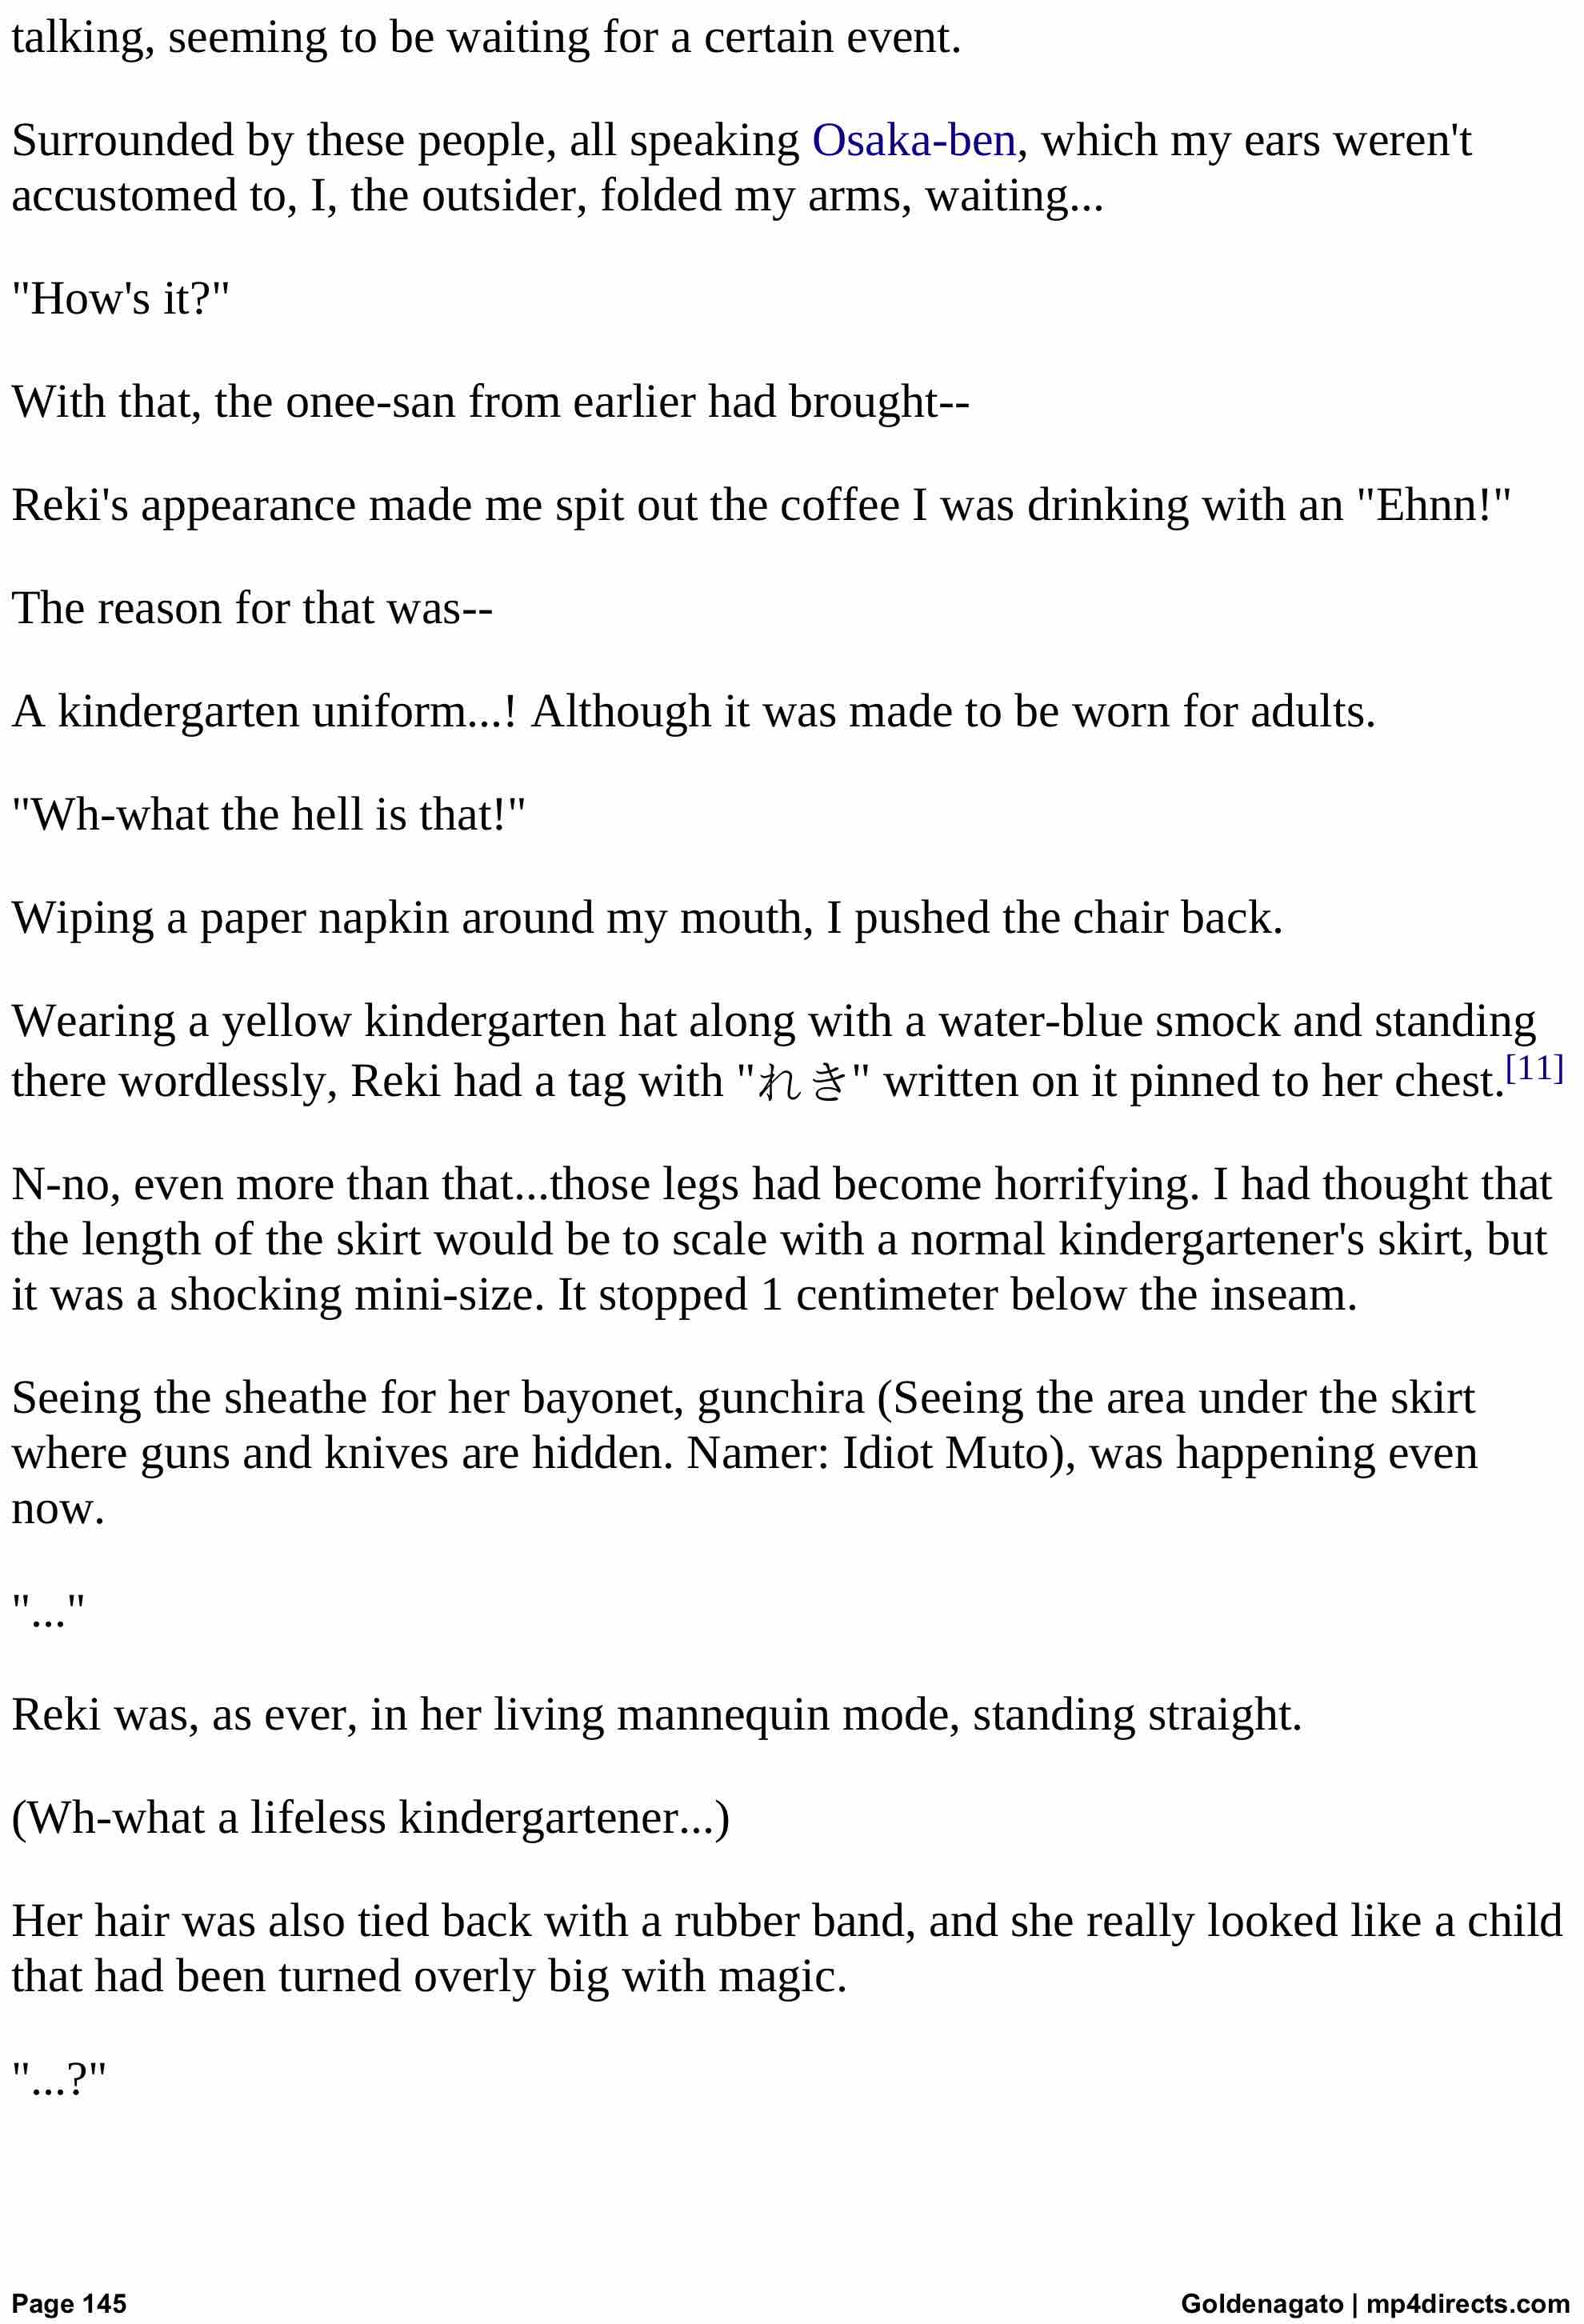 talking, seeming to be waiting for a certain event.
Surrounded by these people, all speaking Osaka-ben, which my ears weren't
accustomed to, I, the outsider, folded my arms, waiting...
"How's it?"
With that, the onee-san from earlier had brought--
Reki's appearance made me spit out the coffee I was drinking with an "Ehnn!"
The reason for that was--
A kindergarten uniform...! Although it was made to be worn for adults.
"Wh-what the hell is that!"
Wiping a paper napkin around my mouth, I pushed the chair back.
Wearing a yellow kindergarten hat along with a water-blue smock and standing
there wordlessly, Reki had a tag with "れき" written on it pinned to her chest.[11]
N-no, even more than that...those legs had become horrifying. I had thought that
the length of the skirt would be to scale with a normal kindergartener's skirt, but
it was a shocking mini-size. It stopped 1 centimeter below the inseam.
Seeing the sheathe for her bayonet, gunchira (Seeing the area under the skirt
where guns and knives are hidden. Namer: Idiot Muto), was happening even
now.
"..."
Reki was, as ever, in her living mannequin mode, standing straight.
(Wh-what a lifeless kindergartener...)
Her hair was also tied back with a rubber band, and she really looked like a child
that had been turned overly big with magic.
"...?"
Page 145
Goldenagato | mp4directs.com